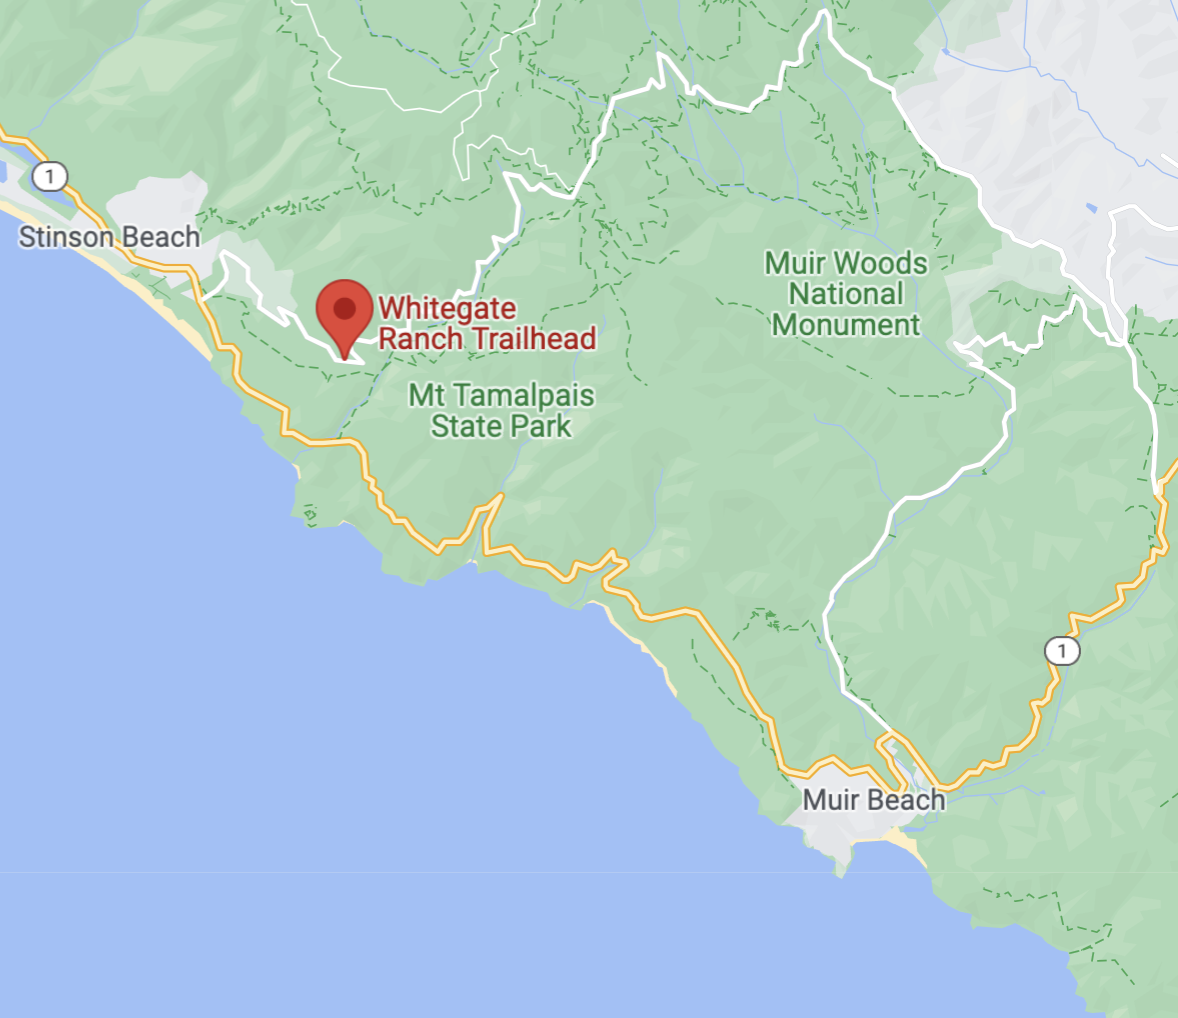 1
Stinson Beach
Muir Woods
National
Monument
Whitegate
Ranch Trailhead
Mt Tamalpais
State Park
1
Muir Beach